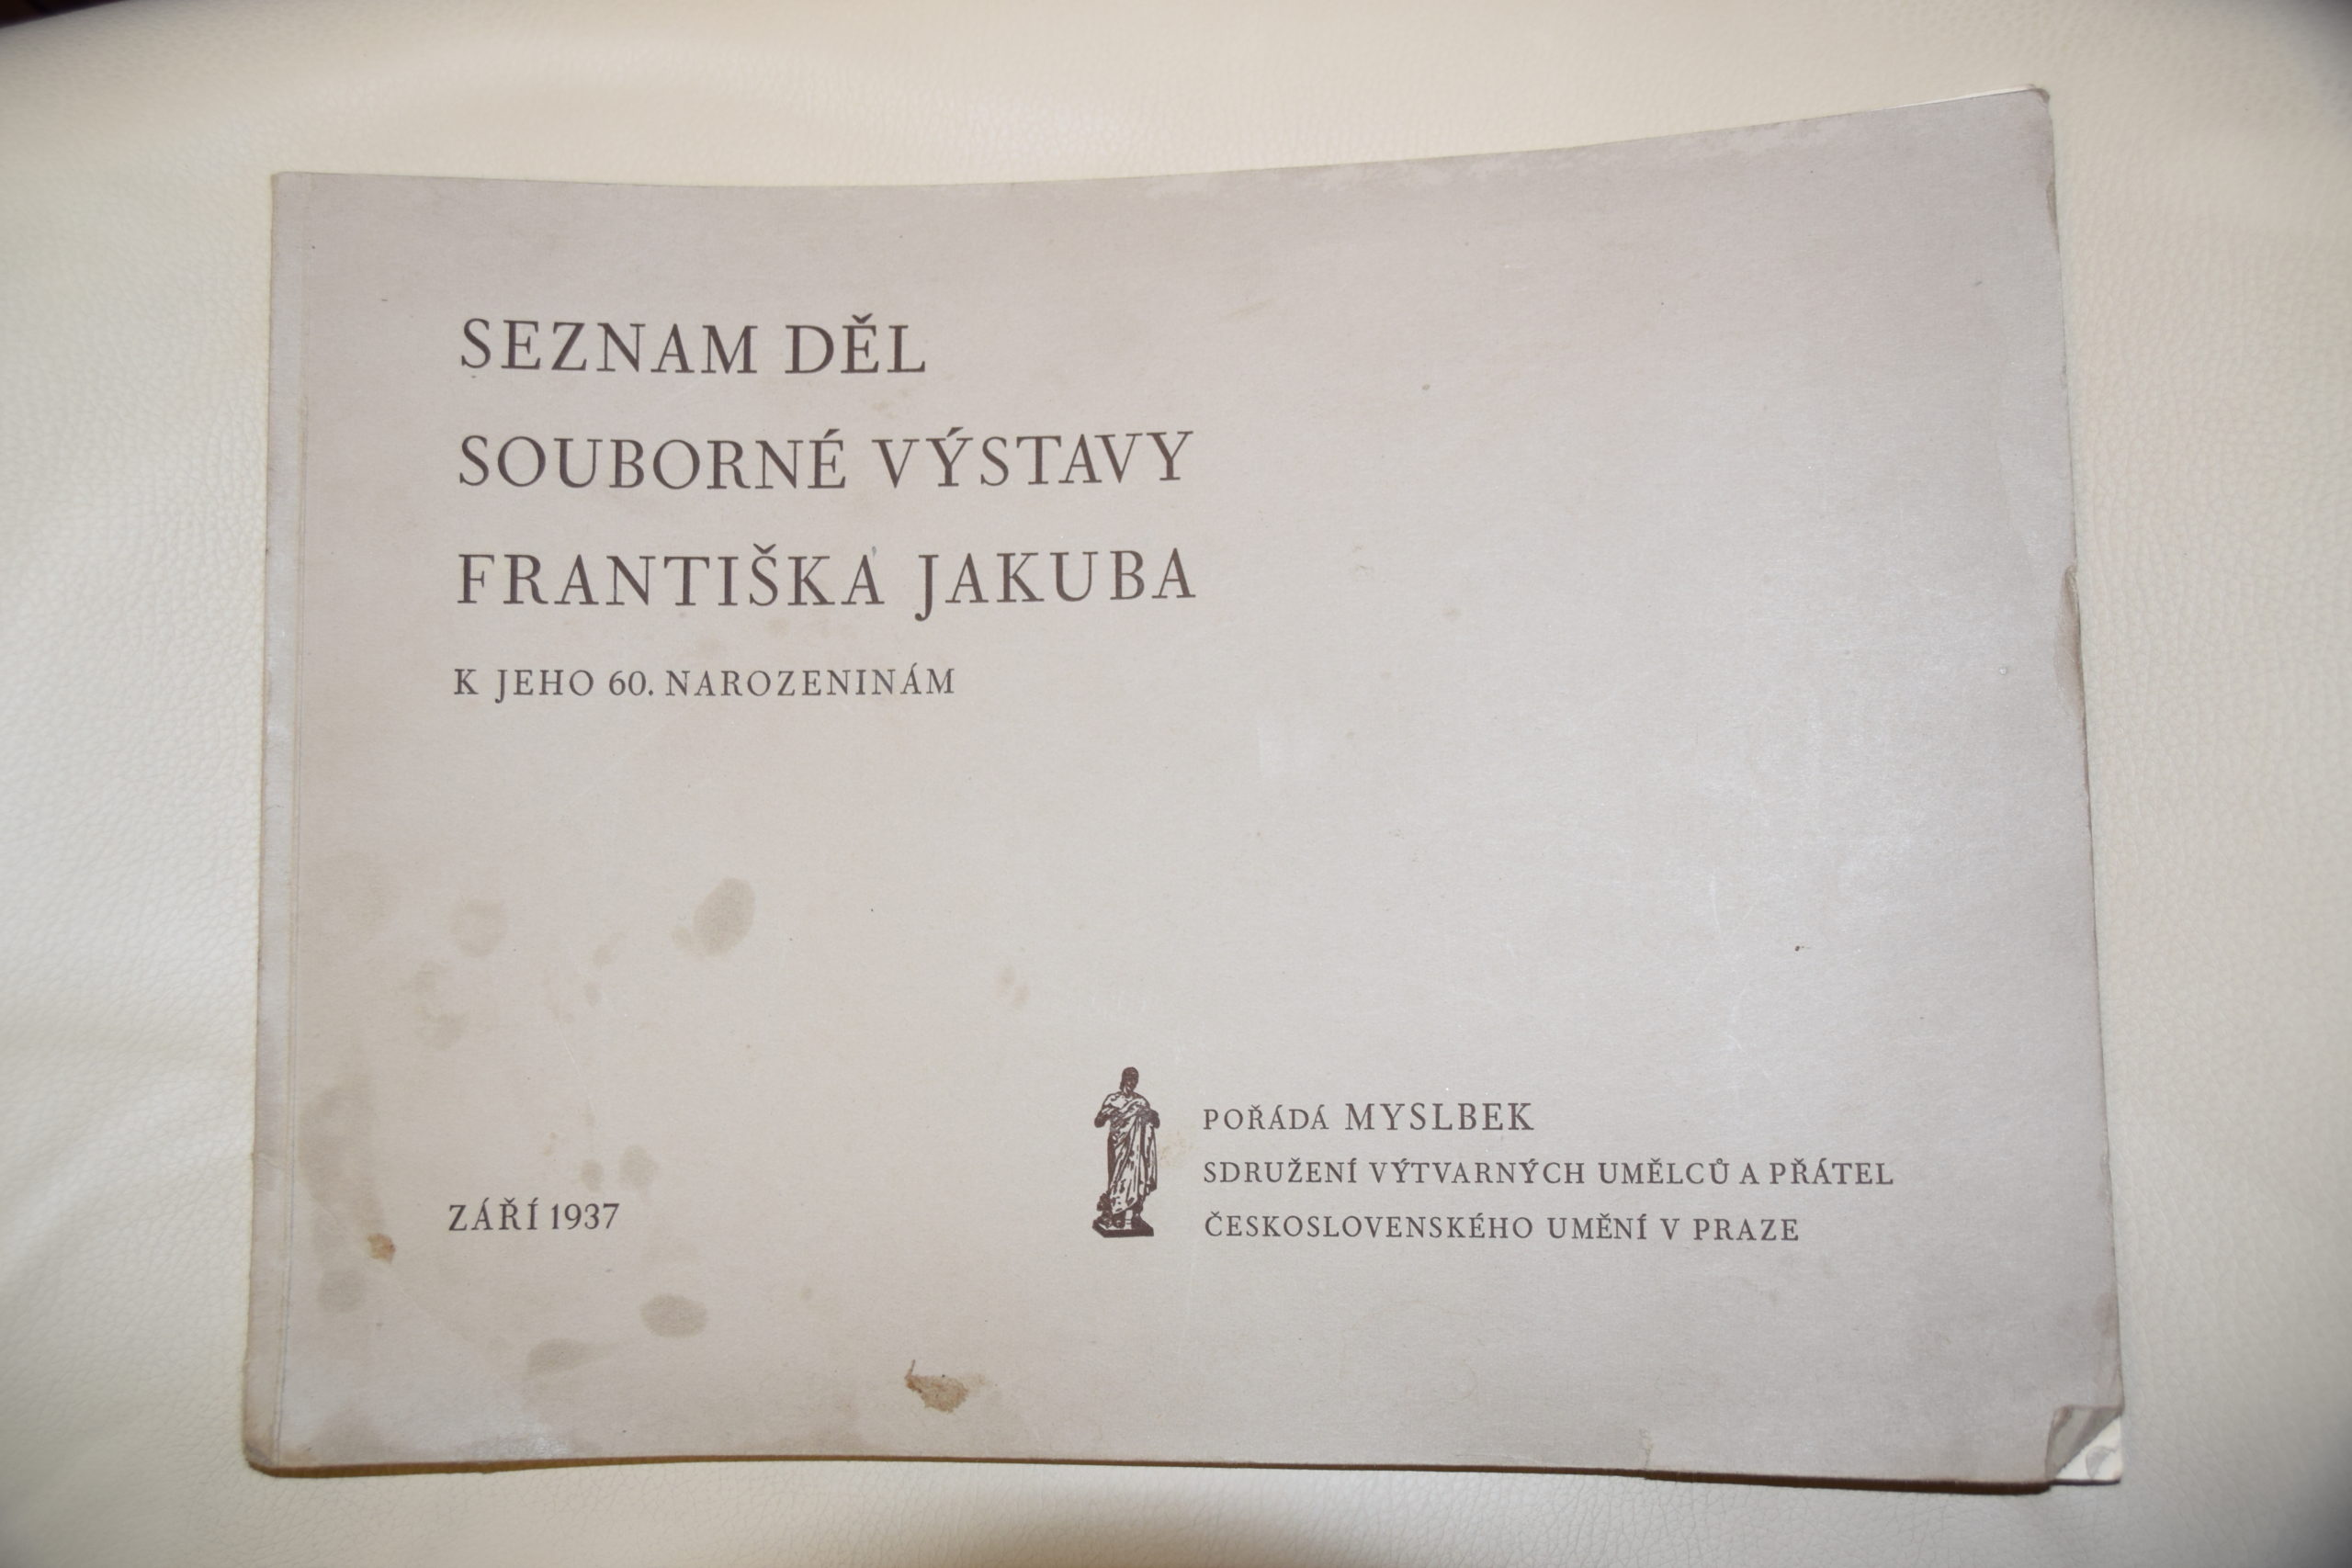 SEZNAM DĚL
SOUBORNÉ VÝSTAVY
FRANTIŠKA JAKUBA
K JEHO 60. NAROZENINÁM
ZÁŘÍ 1937
POŘÁDÁ MYSLBEK
SDRUŽENÍ VÝTVARNÝCH UMĚLCŮ A PŘÁTEL
ČESKOSLOVENSKÉHO UMĚNÍ V PRAZE